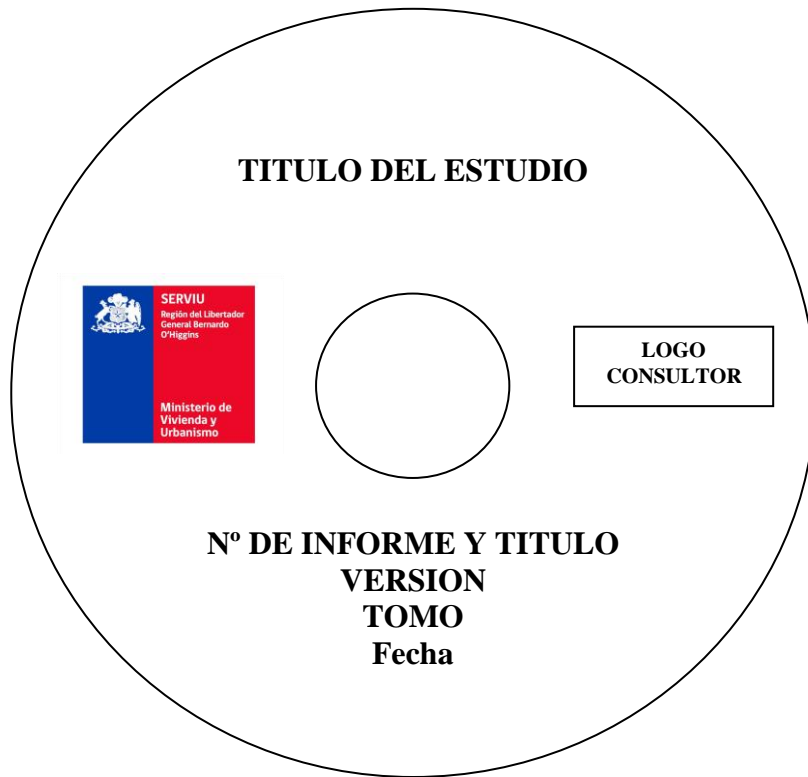 TITULO DEL ESTUDIO
SERVIU
Región del Libertador
General Bernardo
O'Higgins
Ministerio de
Vivienda y
Urbanismo
LOGO
CONSULTOR
Nº DE INFORME Y TITULO
VERSION
TOMO
Fecha